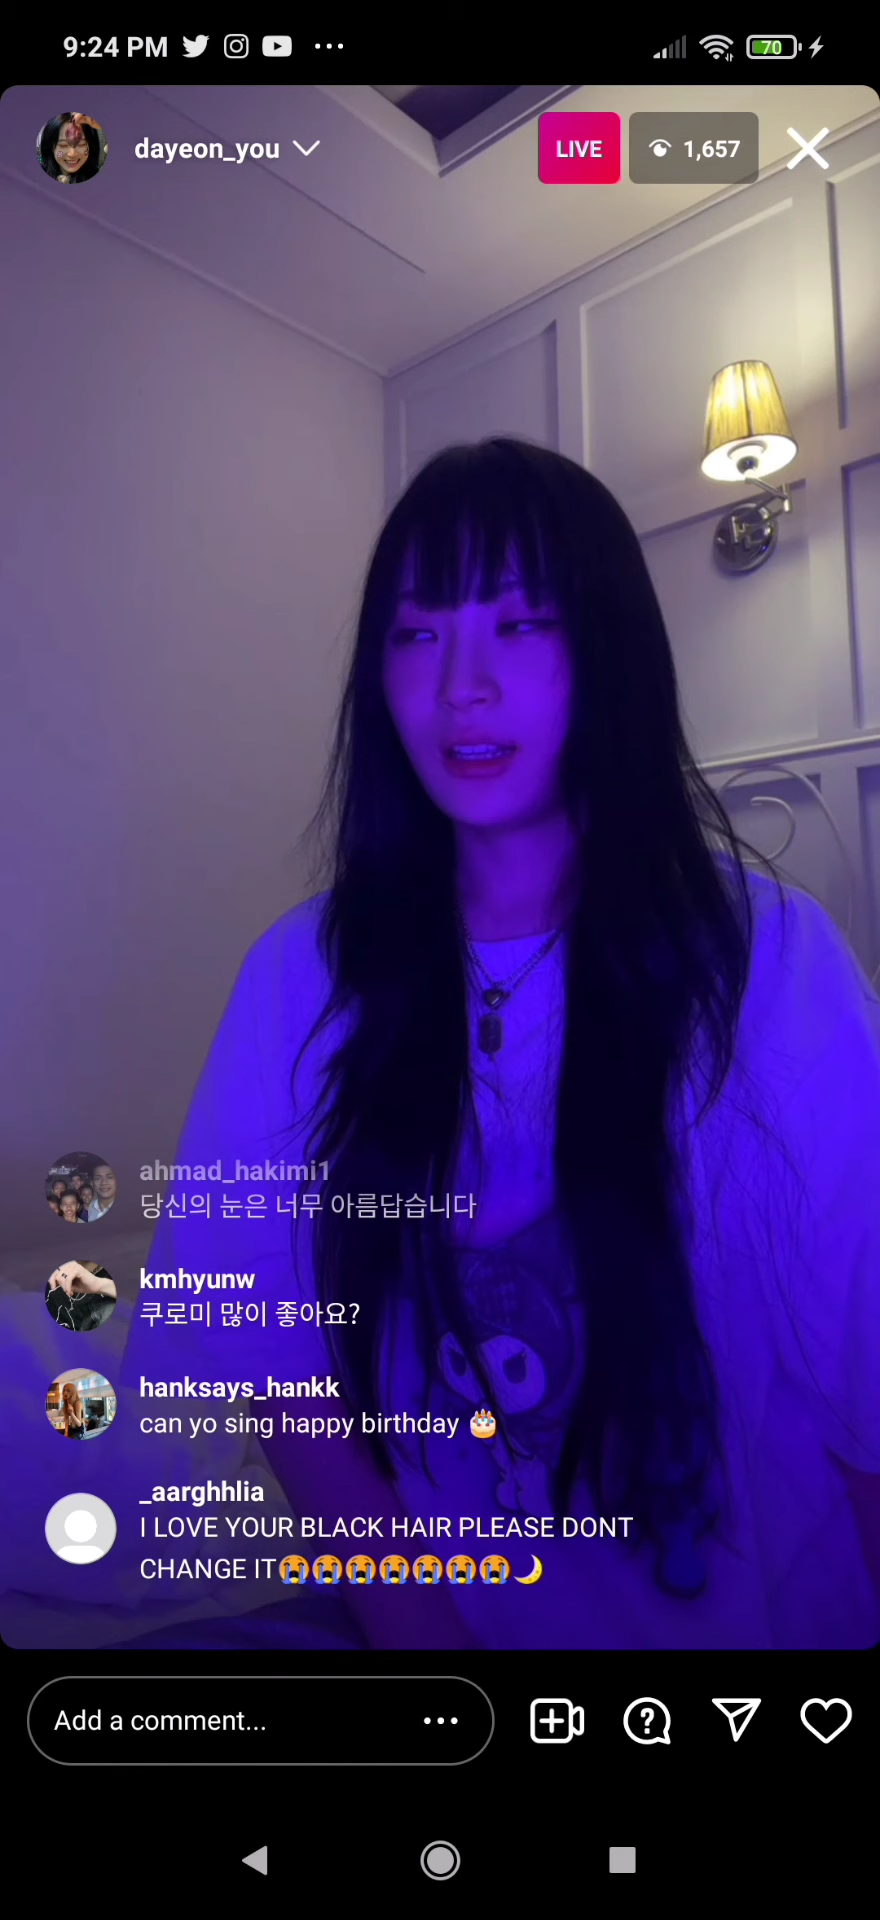 9:24 PM
70
dayeon_you
LIVE
1,657
ahmad_hakimi1
당신의 눈은 너무 아름답습니다
kmhyunw
쿠로미 많이 좋아요?
hanksays_hankk
can yo sing happy birthday 🎂
_aarghhlia
I LOVE YOUR BLACK HAIR PLEASE DONT
CHANGE IT😭😭😭😭😭😭😭🌙
Add a comment...